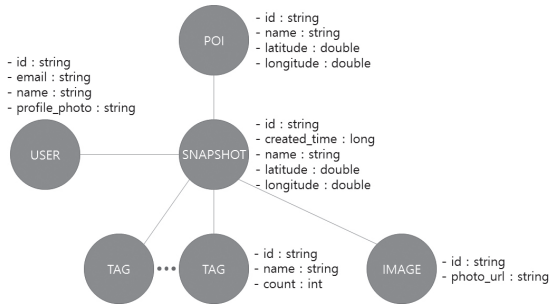 POI
- id : string
- name : string
- latitude : double
- longitude : double
- id : string
- email : string
- name : string
- profile_photo : string
USER
SNAPSHOT
- id : string
- created_time : long
- name : string
- latitude : double
- longitude : double
TAG
TAG
- id : string
- name : string
- count : int
IMAGE
- id : string
- photo_url : string